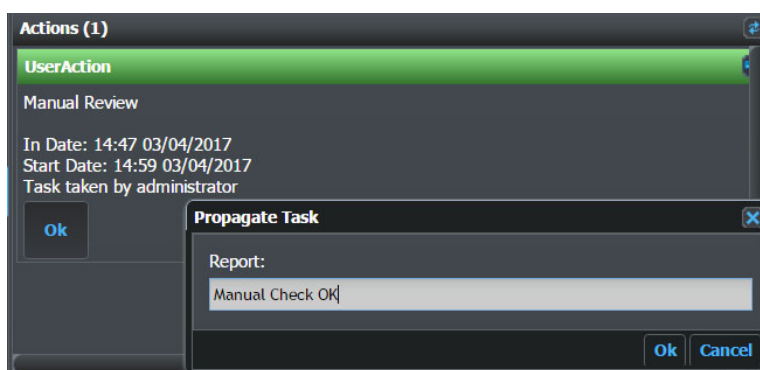 Actions (1)
UserAction
Manual Review
In Date: 14:47 03/04/2017
Start Date: 14:59 03/04/2017
Task taken by administrator
Ok
Propagate Task
Report:
Manual Check OK
Ok Cancel